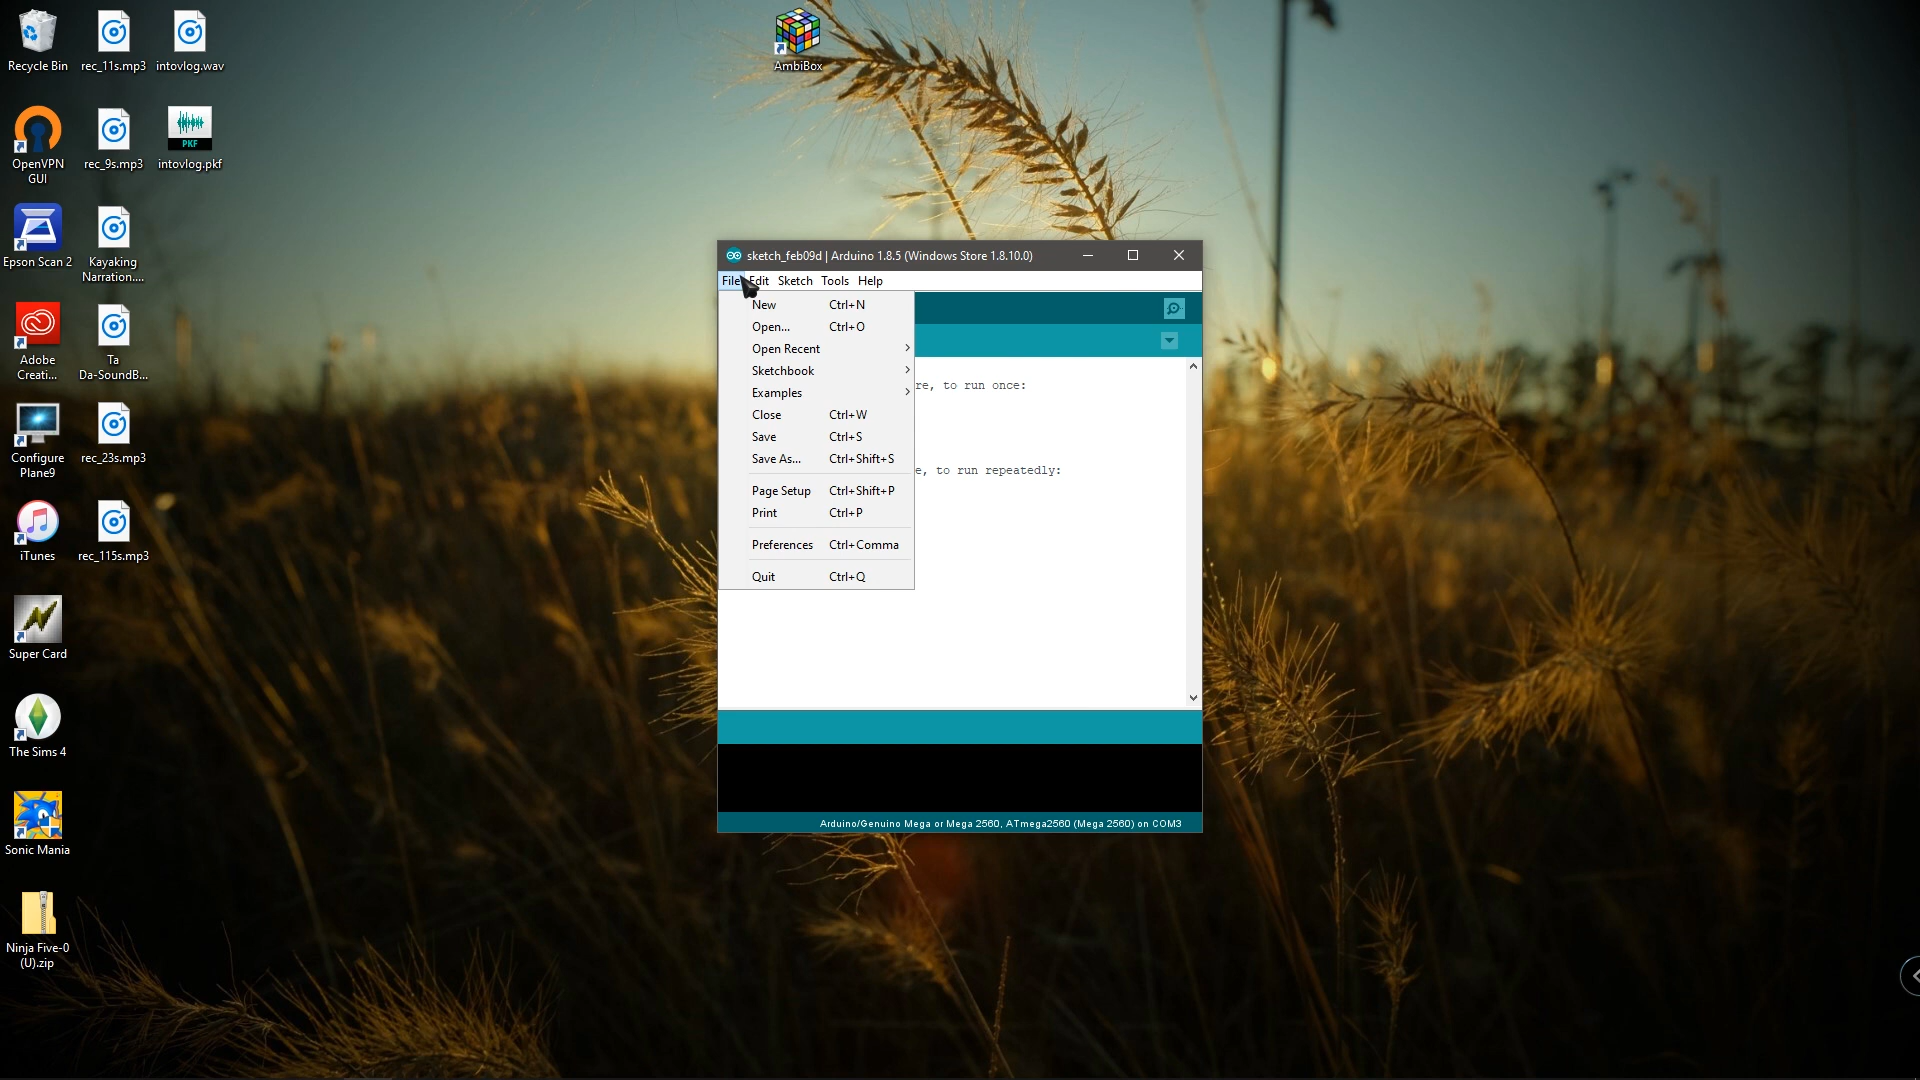 Recycle Bin
rec_11s.mp3
intovlog.wav
AmbiBox
OpenVPN
GUI
rec_9s.mp3
PKF
intovlog.pkf
Epson Scan 2
Kayaking
Narration....
Adobe
Creati...
Ta
Da-SoundB...
Configure
Plane9
rec_23s.mp3
iTunes
rec_115s.mp3
Super Card
The Sims 4
Sonic Mania
Ninja Five-0
(U).zip
sketch_feb09d | Arduino 1.8.5 (Windows Store 1.8.10.0)
File Edit Sketch Tools Help
New Ctrl+N
Open... Ctrl+O
Open Recent
Sketchbook
Examples
Close Ctrl+W
Save Ctrl+S
Save As... Ctrl+Shift+S
Page Setup Ctrl+Shift+P
Print Ctrl+P
Preferences Ctrl+Comma
Quit Ctrl+Q
re, to run once:
e, to run repeatedly:
Arduino/Genuino Mega or Mega 2560, ATmega2560 (Mega 2560) on COM3